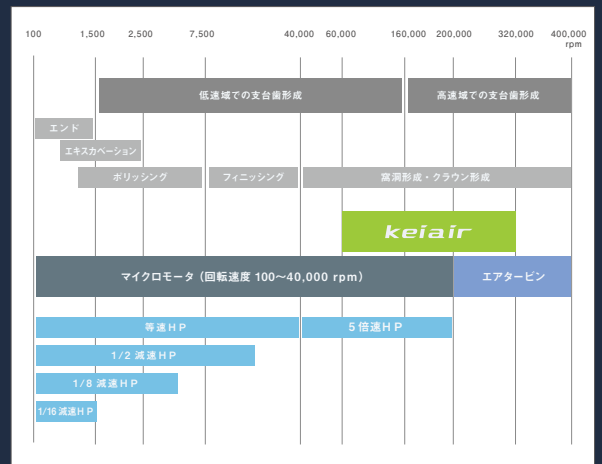 100 1,500 2,500 7,500 40,000 60,000 160,000 200,000 320,000 400,000
rpm
低速域での支台歯形成 高速域での支台歯形成
エンド
エキスカベーション
ポリッシング フィニッシング 窩洞形成・クラウン形成
keiair
マイクロモータ（回転速度 100〜40,000 rpm） エアタービン
等速HP 5倍速HP
1/2 減速HP
1/8 減速HP
1/16 減速HP